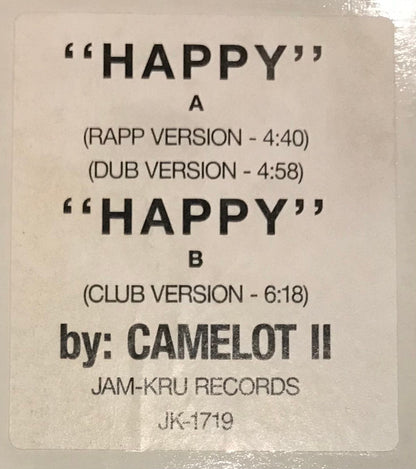 ‘‘HAPPY’’
A
(RAPP VERSION - 4:40)
(DUB VERSION - 4:58)
‘‘HAPPY’’
B
(CLUB VERSION - 6:18)
by: CAMELOT II
JAM-KRU RECORDS
JK-1719